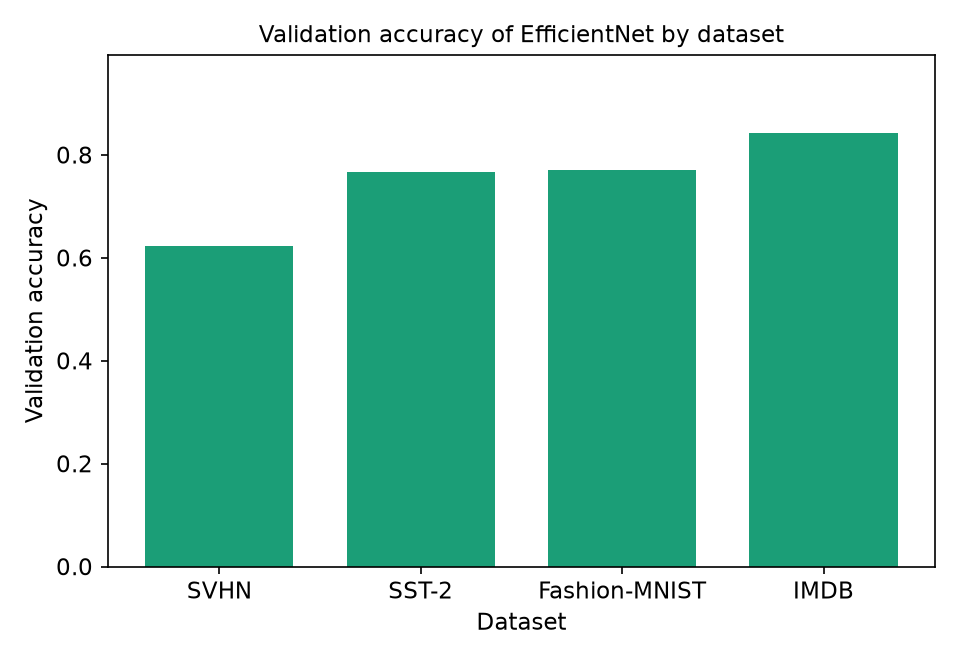 Validation accuracy of EfficientNet by dataset
Validation accuracy
0.8
0.6
0.4
0.2
0.0
SVHN SST-2 Fashion-MNIST IMDB
Dataset